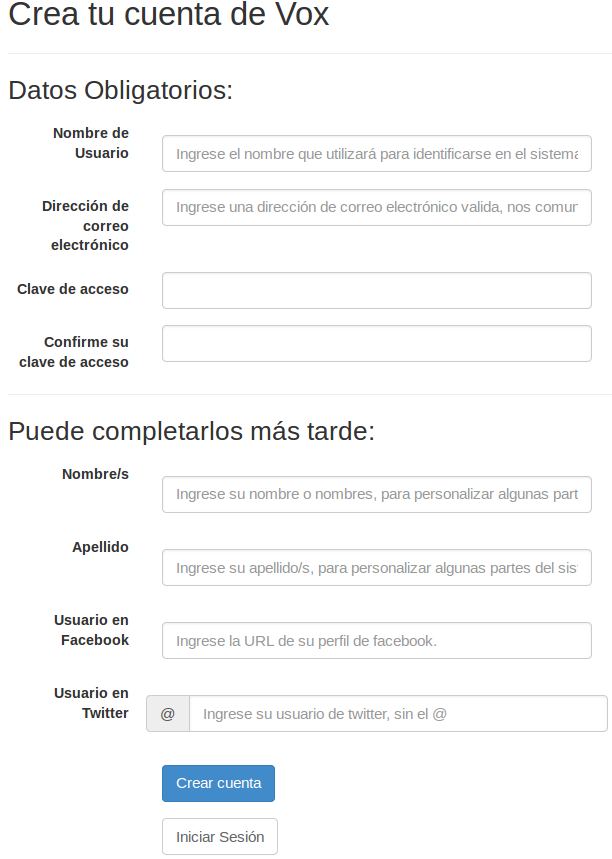 Crea tu cuenta de Vox
Datos Obligatorios:
Nombre de
Usuario
Ingrese el nombre que utilizará para identificarse en el sistema
Dirección de
correo
electrónico
Ingrese una dirección de correo electrónico valida, nos comun
Clave de acceso
Confirme su
clave de acceso
Puede completarlos más tarde:
Nombre/s
Ingrese su nombre o nombres, para personalizar algunas part
Apellido
Ingrese su apellido/s, para personalizar algunas partes del sis
Usuario en
Facebook
Ingrese la URL de su perfil de facebook.
Usuario en
Twitter
@ Ingrese su usuario de twitter, sin el @
Crear cuenta
Iniciar Sesión